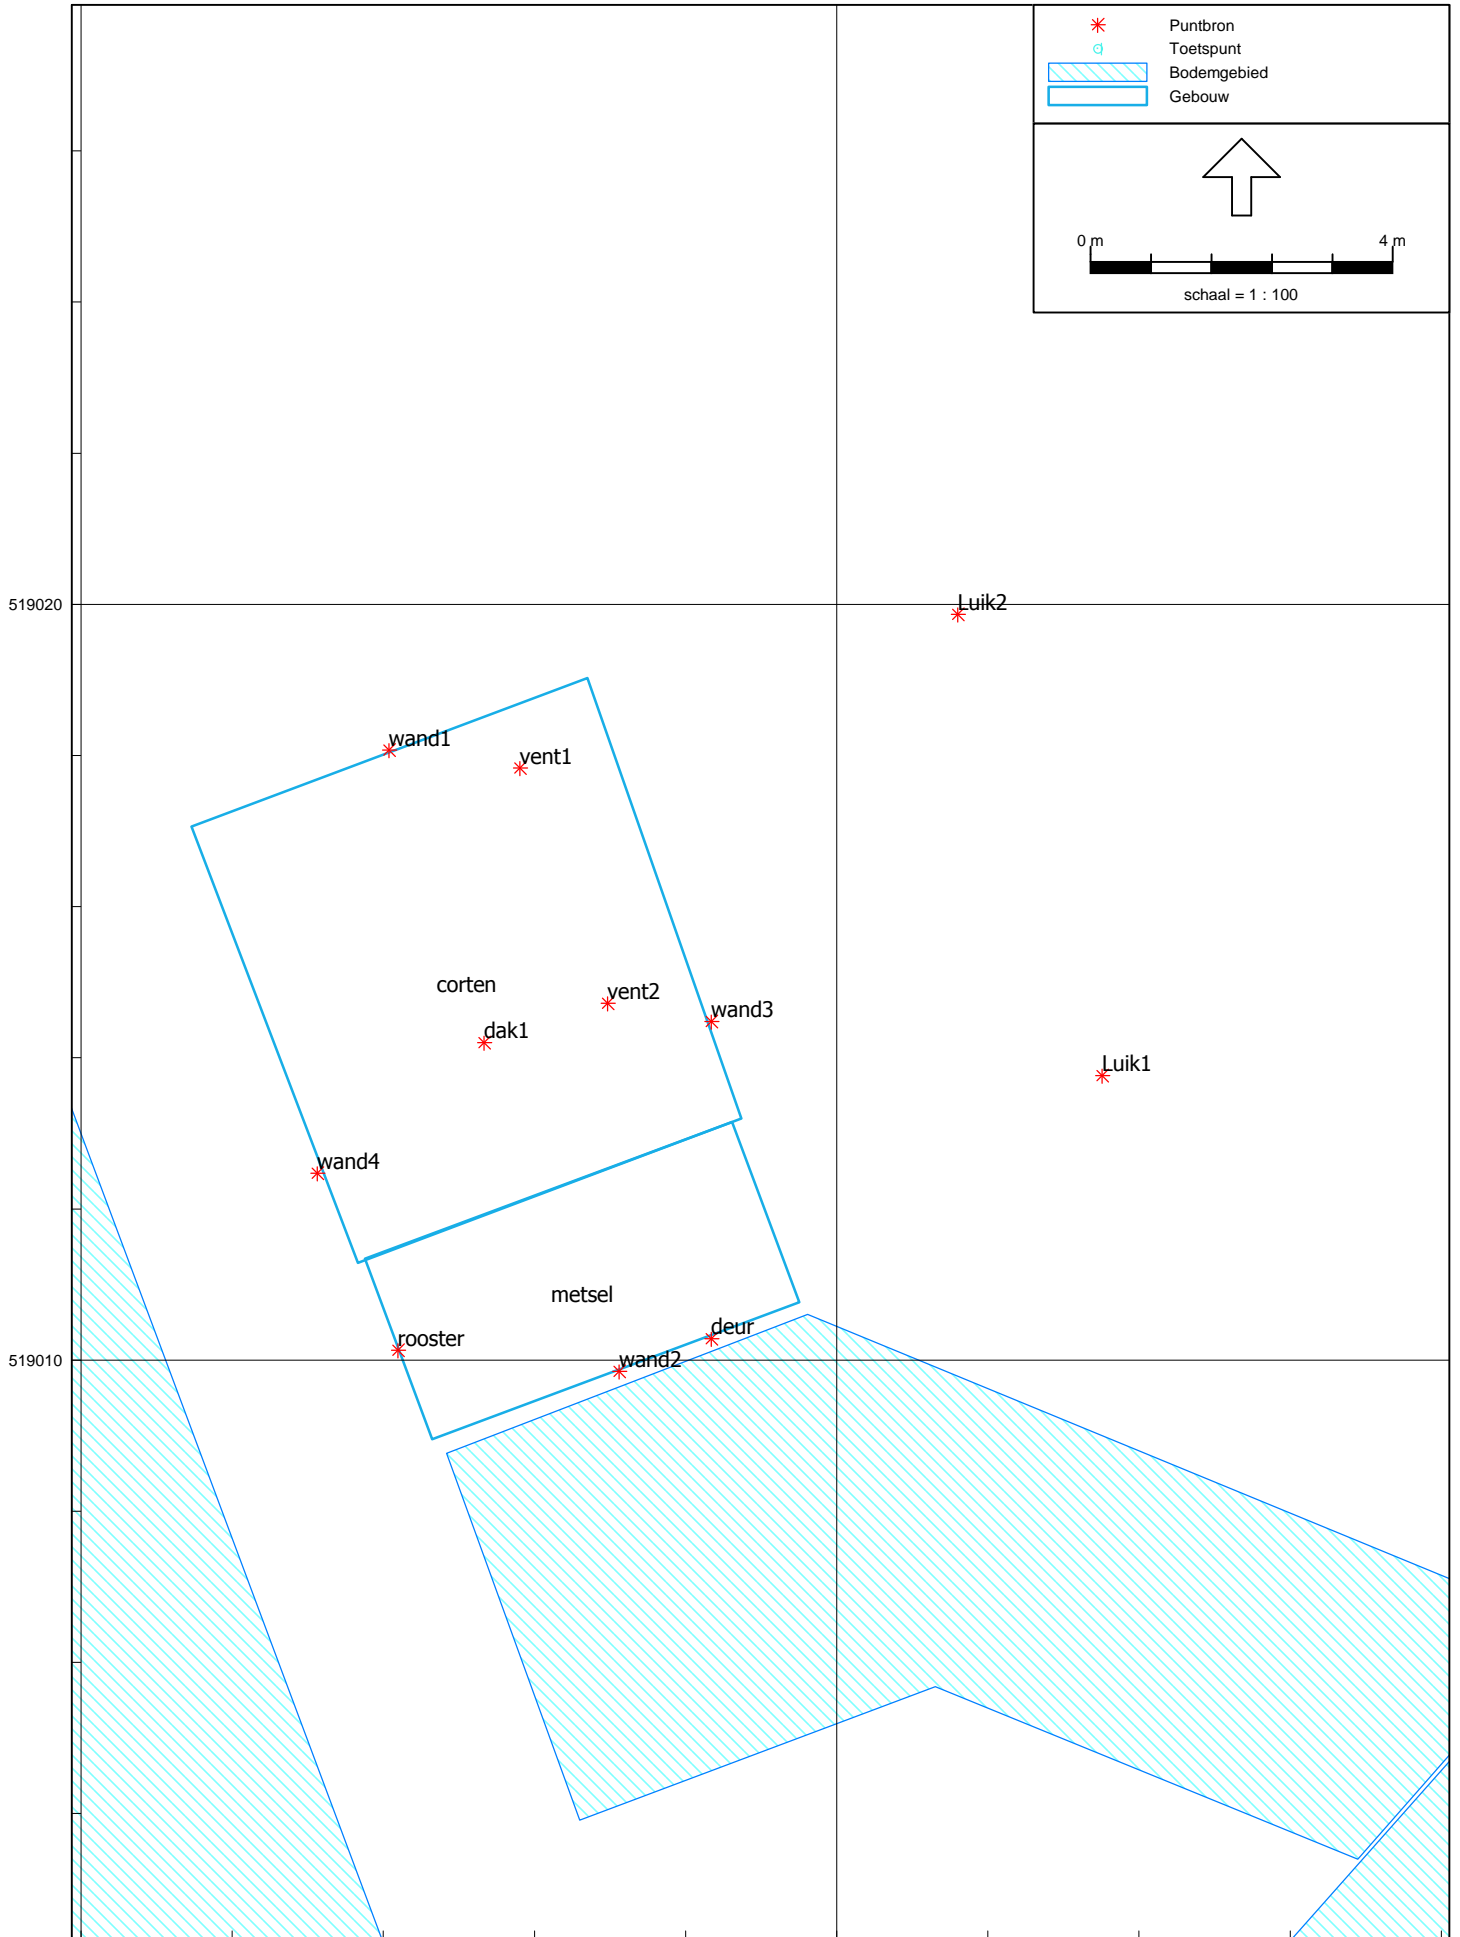 Puntbron
Toetspunt
Bodemgebied
Gebouw
0 m
4 m
schaal = 1 : 100
519020
Luik2
wand1
vent1
corten
vent2
wand3
dak1
Luik1
wand4
metsel
deur
rooster
519010
wand2